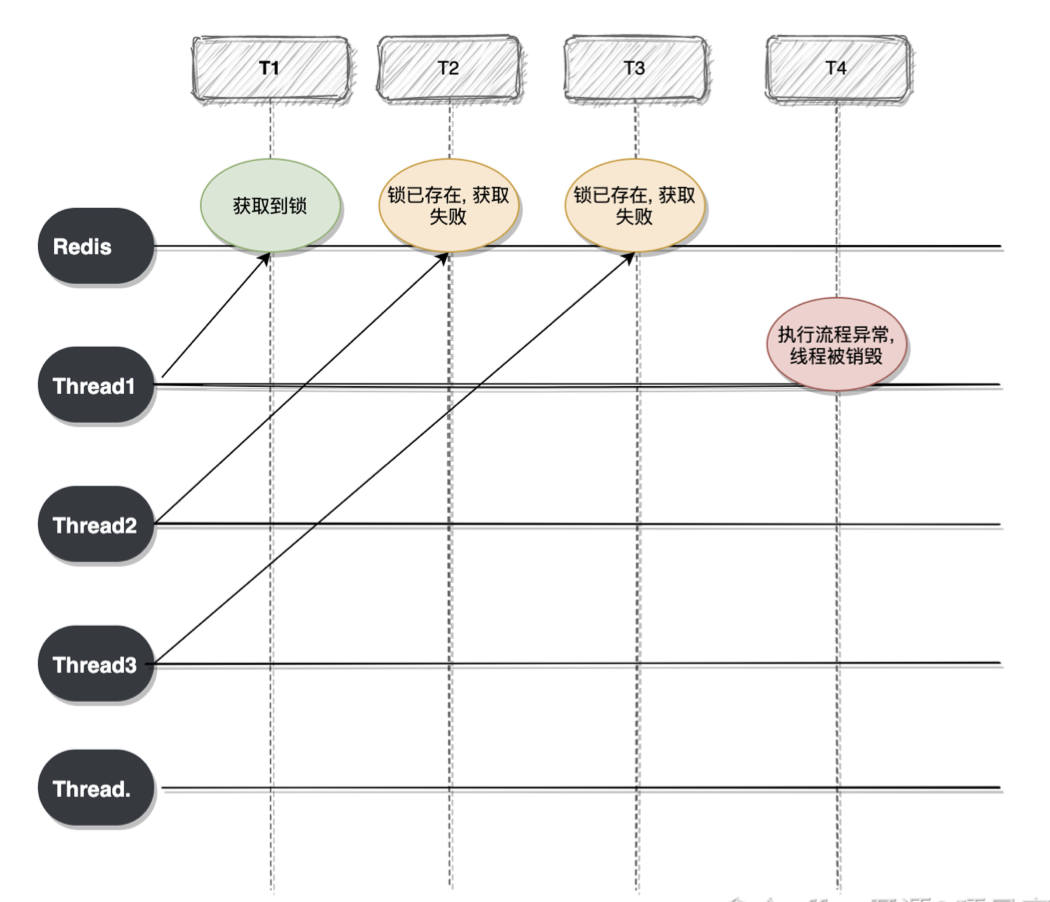 T1
T2
T3
T4
获取到锁
锁已存在, 获取
失败
锁已存在, 获取
失败
Redis
执行流程异常,
线程被销毁
Thread1
Thread2
Thread3
Thread.